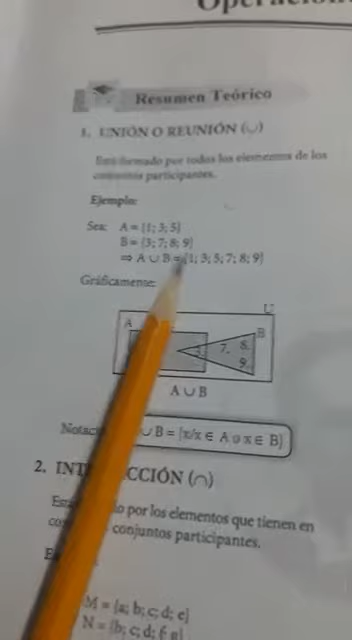 Resumen Teórico
1. UNIÓN O REUNIÓN (∪)
Está formado por todos los elementos de los
conjuntos participantes.
Ejemplo:
Sea: A = {1; 3; 5}
B = {3; 7; 8; 9}
⇒ A ∪ B = {1; 3; 5; 7; 8; 9}
Gráficamente:
U
A B
7. 8.
9.
A ∪ B
∪ B = {x/x ∈ A o x ∈ B}
2. CCIÓN (∩)
por los elementos que tienen en
conjuntos participantes.
M = {a; b; c; d; e}
N = {b; c; d; f; g}